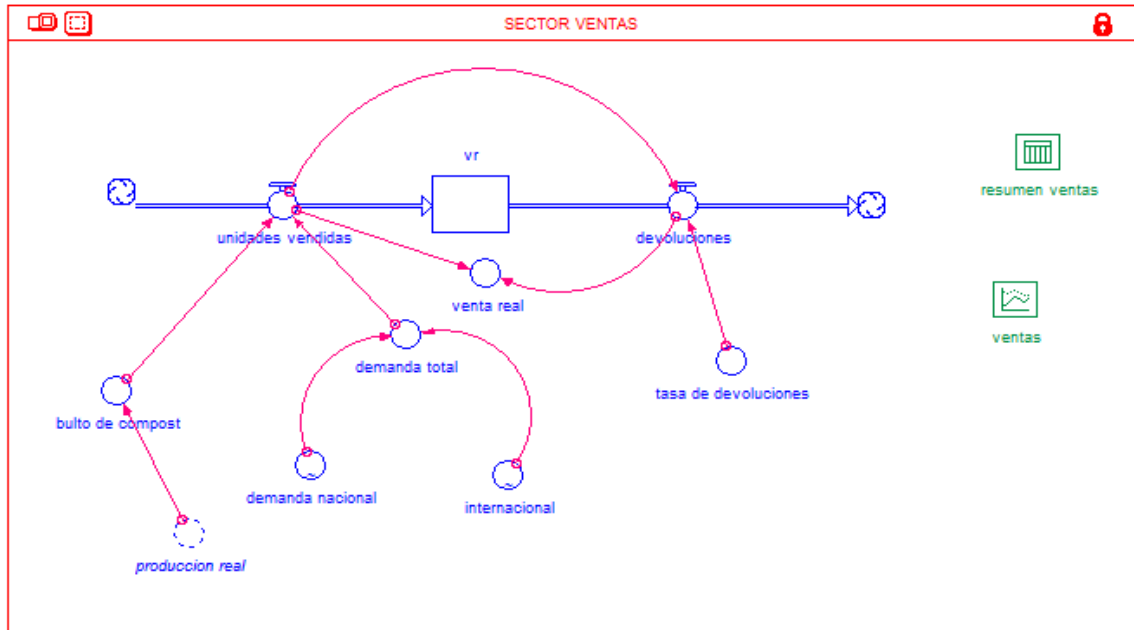 SECTOR VENTAS
vr
resumen ventas
unidades vendidas
devoluciones
venta real
ventas
demanda total
tasa de devoluciones
bulto de compost
demanda nacional
internacional
produccion real